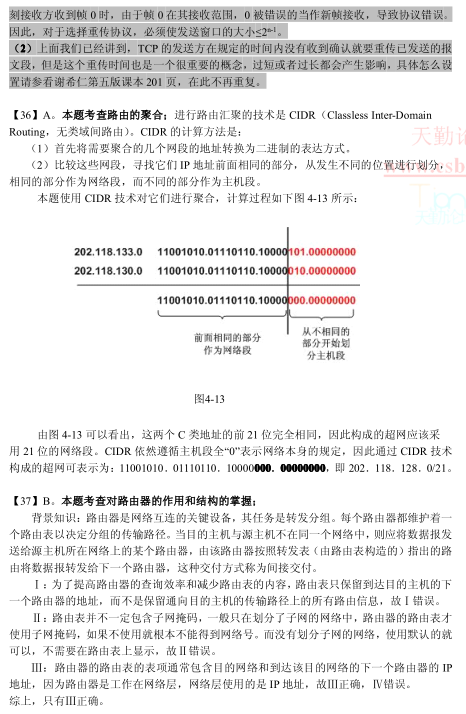 刻接收方收到帧 0 时，由于帧 0 在其接收范围，0 被错误的当作新帧接收，导致协议错误。
因此，对于选择重传协议，必须使发送窗口的大小≤2ⁿ⁻¹。
（2）上面我们已经讲到，TCP 的发送方在规定的时间内没有收到确认就要重传已发送的报
文段，但是这个重传时间也是一个很重要的概念，过短或者过长都会产生影响，具体怎么设
置请参看谢希仁第五版课本 201 页，在此不再重复。
【36】A。本题考查路由的聚合；进行路由汇聚的技术是 CIDR（Classless Inter-Domain
Routing，无类域间路由）。CIDR 的计算方法是：
（1）首先将需要聚合的几个网段的地址转换为二进制的表达方式。
（2）比较这些网段，寻找它们 IP 地址前面相同的部分，从发生不同的位置进行划分，
相同的部分作为网络段，而不同的部分作为主机段。
本题使用 CIDR 技术对它们进行聚合，计算过程如下图 4-13 所示：
天勤论
202.118.133.0 11001010.01110110.10000101.00000000
202.118.130.0 11001010.01110110.10000010.00000000
11001010.01110110.10000000.00000000
前面相同的部分
作为网络段
从不相同的
部分开始划
分主机段
图4-13
由图 4-13 可以看出，这两个 C 类地址的前 21 位完全相同，因此构成的超网应该采
用 21 位的网络段。CIDR 依然遵循主机段全“0”表示网络本身的规定，因此通过 CIDR 技术
构成的超网可表示为：11001010．01110110．10000000．00000000，即 202．118．128．0/21。
【37】B。本题考查对路由器的作用和结构的掌握；
背景知识：路由器是网络互连的关键设备，其任务是转发分组。每个路由器都维护着一
个路由表以决定分组的传输路径。当目的主机与源主机不在同一个网络中，则应将数据报发
送给源主机所在网络上的某个路由器，由该路由器按照转发表（由路由表构造的）指出的路
由将数据报转发给下一个路由器，这种交付方式称为间接交付。
Ⅰ：为了提高路由器的查询效率和减少路由表的内容，路由表只保留到达目的主机的下
一个路由器的地址，而不是保留通向目的主机的传输路径上的所有路由信息，故Ⅰ错误。
Ⅱ：路由表并不一定包含子网掩码，一般只在划分了子网的网络中，路由器的路由表才
使用子网掩码，如果不使用就根本不能得到网络号。而没有划分子网的网络，使用默认的就
可以，不需要在路由表上显示，故Ⅱ错误。
Ⅲ：路由器的路由表的表项通常包含目的网络和到达该目的网络的下一个路由器的 IP
地址，因为路由器是工作在网络层，网络层使用的是 IP 地址，故Ⅲ正确，Ⅳ错误。
综上，只有Ⅲ正确。